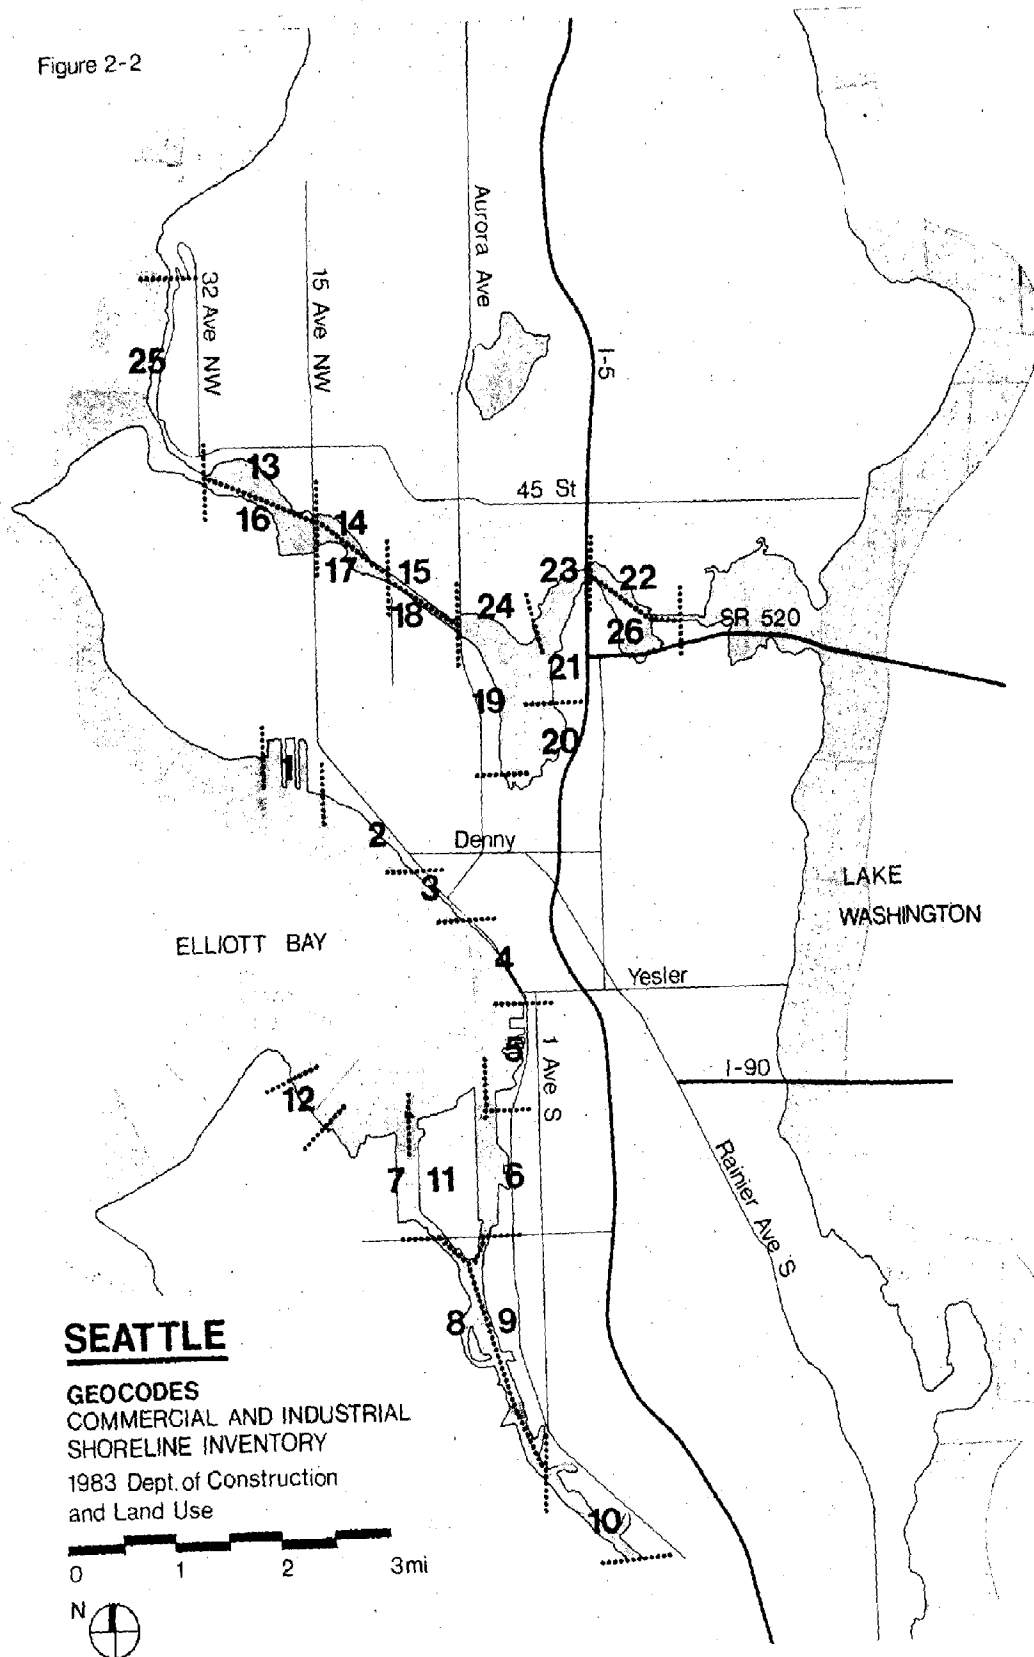 Figure 2-2
Aurora Ave
32 Ave NW
15 Ave NW
I-5
25
13
45 St
16
14
17
15
18
24
23
22
26
SR 520
21
19
20
1
2
Denny
3
LAKE
WASHINGTON
ELLIOTT BAY
4
Yesler
5
1 Ave S
I-90
12
7
11
6
Rainier Ave S
8
9
10
SEATTLE
GEOCODES
COMMERCIAL AND INDUSTRIAL
SHORELINE INVENTORY
1983 Dept. of Construction
and Land Use
0 1 2 3mi
N